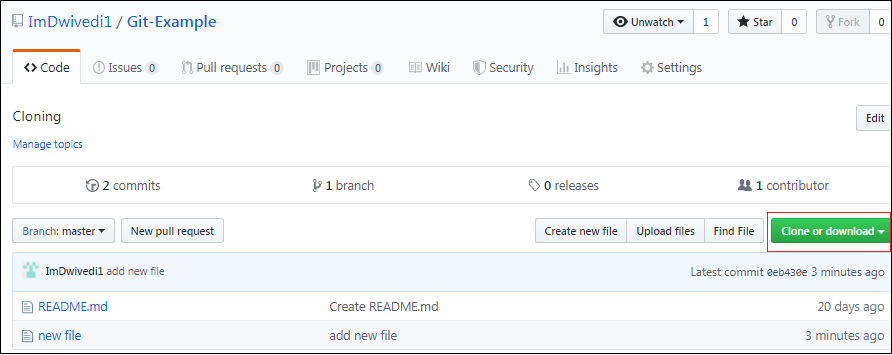 ImDwivedi1 / Git-Example Unwatch 1 Star 0 Fork 0
Code Issues 0 Pull requests 0 Projects 0 Wiki Security Insights Settings
Cloning Edit
Manage topics
2 commits 1 branch 0 releases 1 contributor
Branch: master New pull request Create new file Upload files Find File Clone or download
ImDwivedi1 add new file Latest commit 0eb430e 3 minutes ago
README.md Create README.md 20 days ago
new file add new file 3 minutes ago